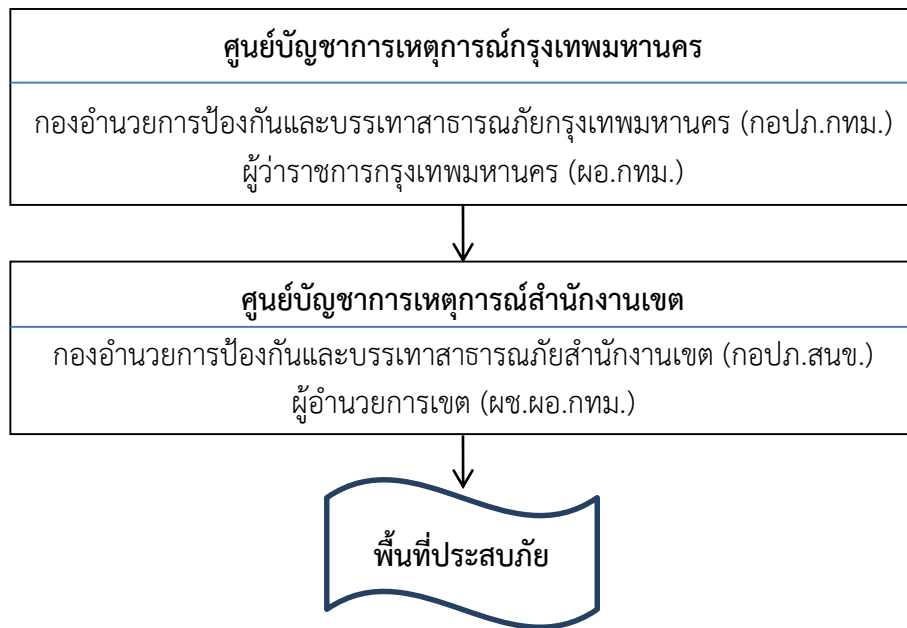 ศูนย์บัญชาการเหตุการณ์กรุงเทพมหานคร
กองอำนวยการป้องกันและบรรเทาสาธารณภัยกรุงเทพมหานคร (กอปภ.กทม.)
ผู้ว่าราชการกรุงเทพมหานคร (ผอ.กทม.)
ศูนย์บัญชาการเหตุการณ์สำนักงานเขต
กองอำนวยการป้องกันและบรรเทาสาธารณภัยสำนักงานเขต (กอปภ.สนข.)
ผู้อำนวยการเขต (ผช.ผอ.กทม.)
พื้นที่ประสบภัย